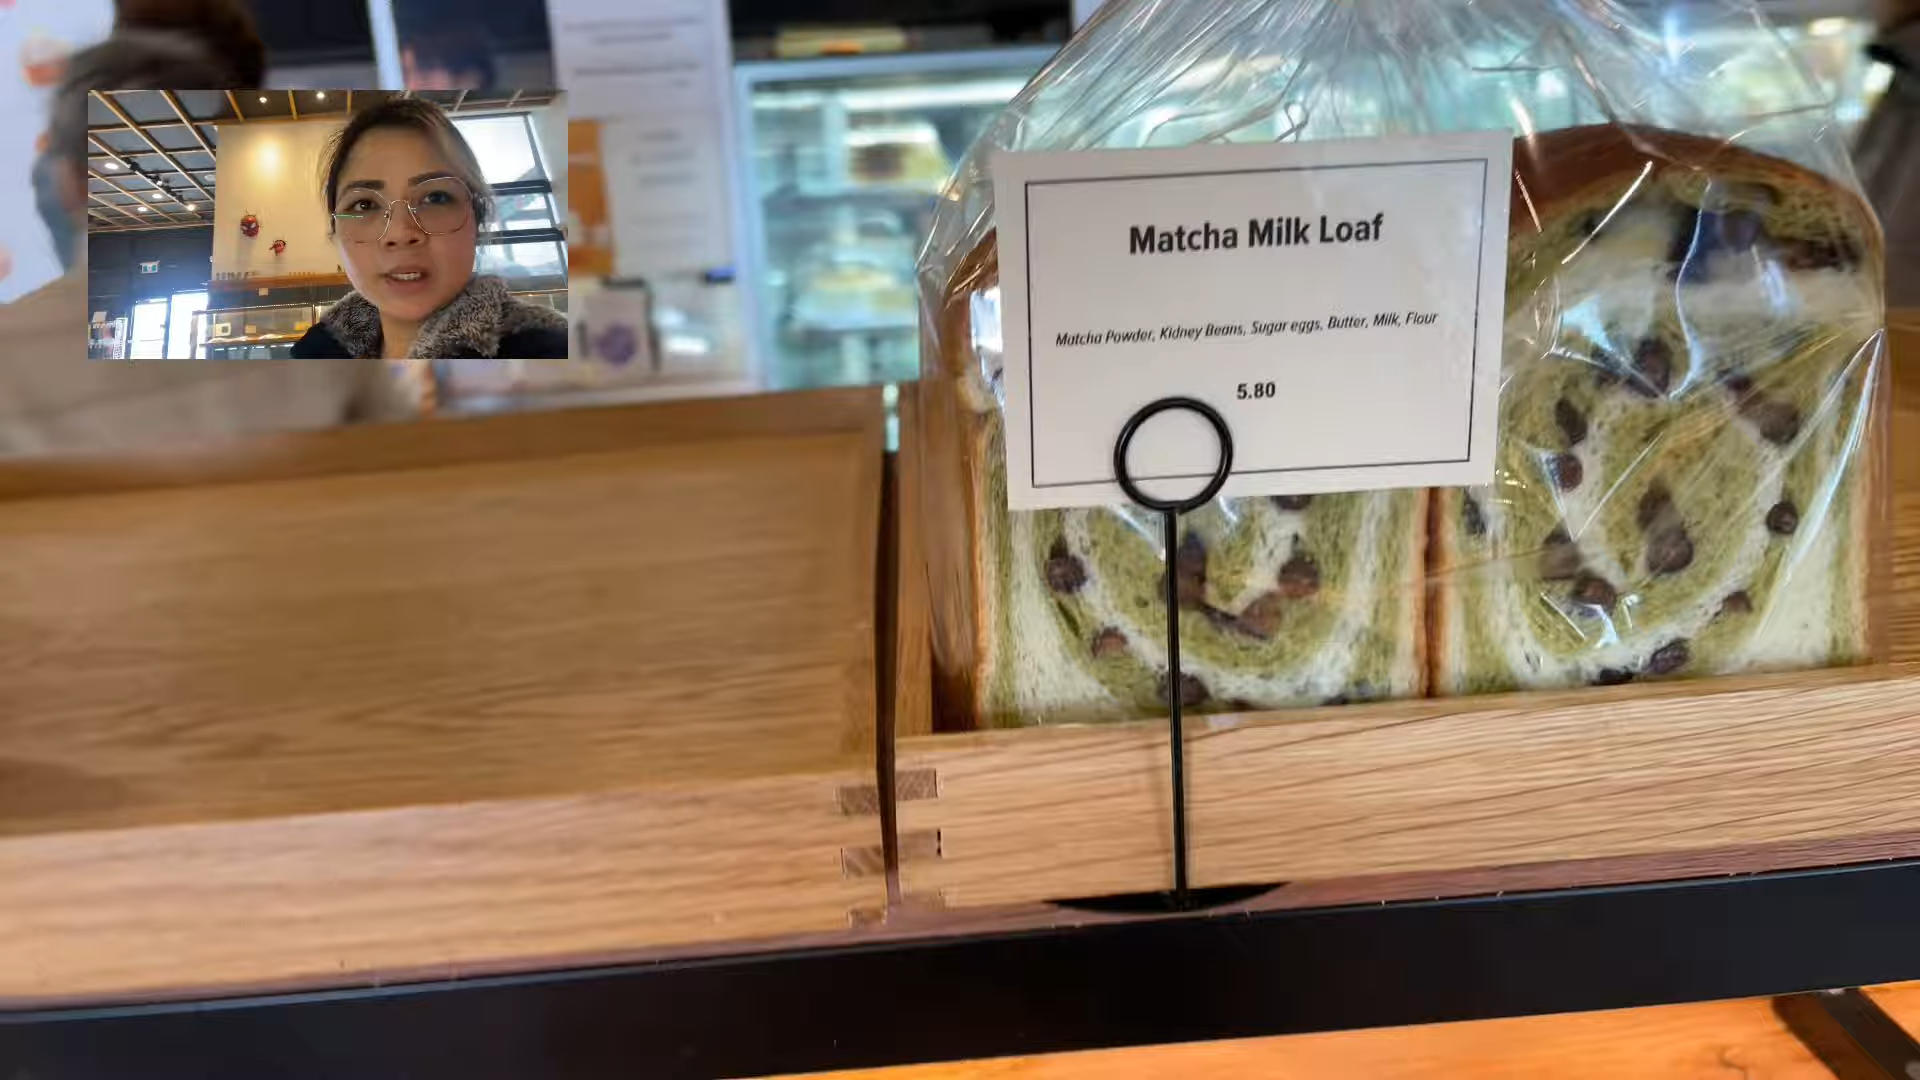 Matcha Milk Loaf
Matcha Powder, Kidney Beans, Sugar eggs, Butter, Milk, Flour
5.80